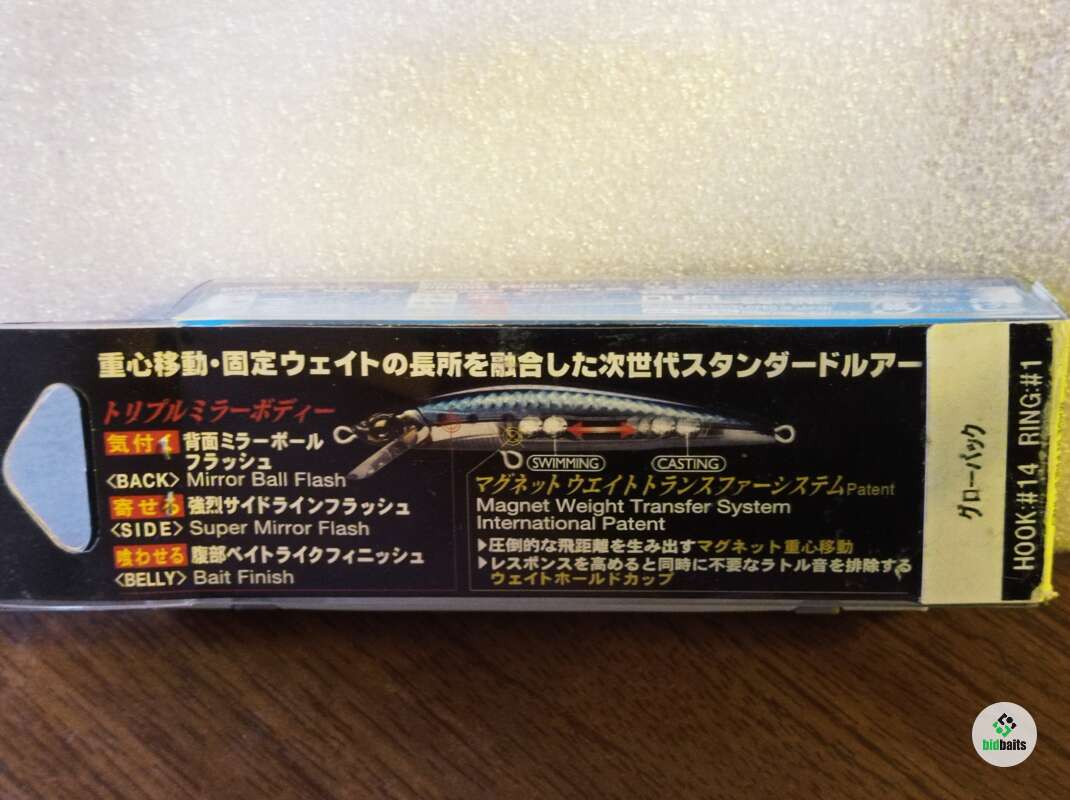 重心移動・固定ウェイトの長所を融合した次世代スタンダードルアー
トリプルミラーボディー
気付く 背面ミラーボール
フラッシュ
<BACK> Mirror Ball Flash
寄せる 強烈サイドラインフラッシュ
<SIDE> Super Mirror Flash
喰わせる 腹部ベイトライクフィニッシュ
<BELLY> Bait Finish
SWIMMING CASTING
マグネットウエイトトランスファーシステム Patent
Magnet Weight Transfer System
International Patent
▶圧倒的な飛距離を生み出すマグネット重心移動
▶レスポンスを高めると同時に不要なラトル音を排除する
ウェイトホールドカップ
グローバック
HOOK:#14 RING:#1
bidbaits